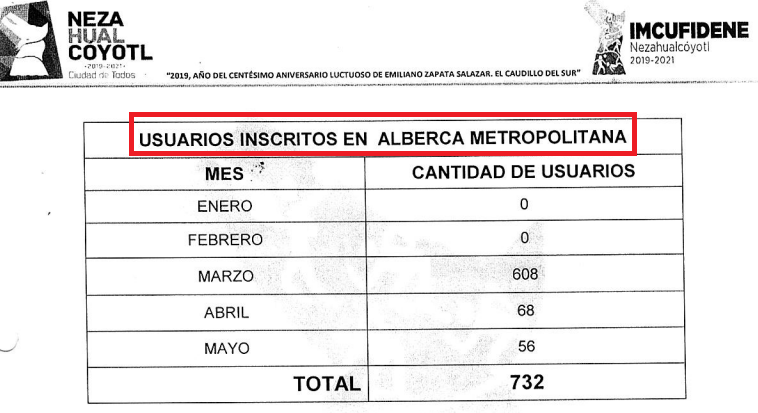 NEZA
HUAL
COYOTL
·2019-2021·
Ciudad de Todos
IMCUFIDENE
Nezahualcóyotl
2019-2021
"2019, AÑO DEL CENTÉSIMO ANIVERSARIO LUCTUOSO DE EMILIANO ZAPATA SALAZAR. EL CAUDILLO DEL SUR"
USUARIOS INSCRITOS EN ALBERCA METROPOLITANA
MES CANTIDAD DE USUARIOS
ENERO 0
FEBRERO 0
MARZO 608
ABRIL 68
MAYO 56
TOTAL 732